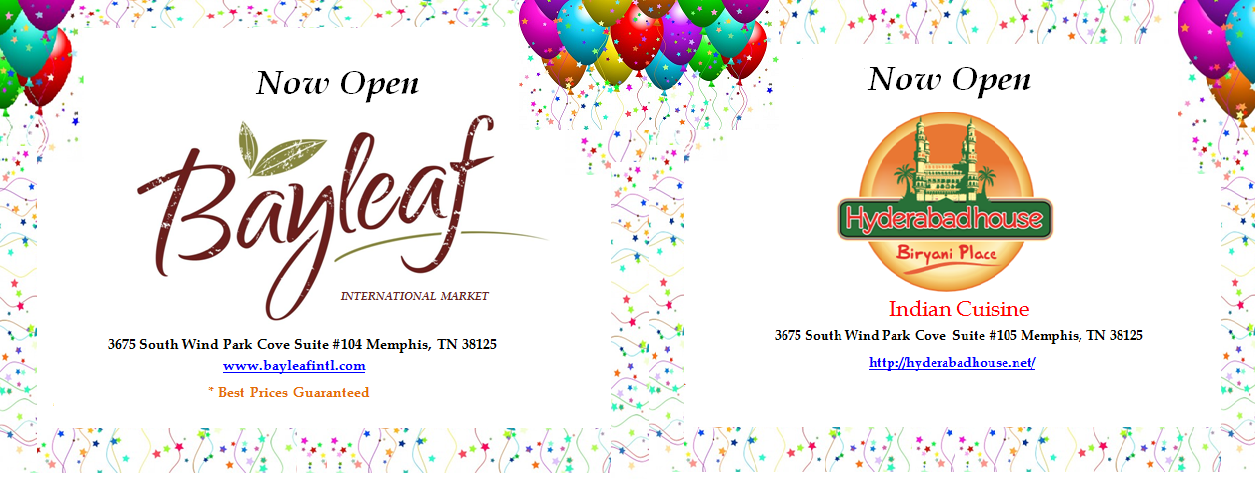 Now Open
Bayleaf
INTERNATIONAL MARKET
3675 South Wind Park Cove Suite #104 Memphis, TN 38125
www.bayleafintl.com
* Best Prices Guaranteed
Now Open
Hyderabad house
Biryani Place
Indian Cuisine
3675 South Wind Park Cove Suite #105 Memphis, TN 38125
http://hyderabadhouse.net/